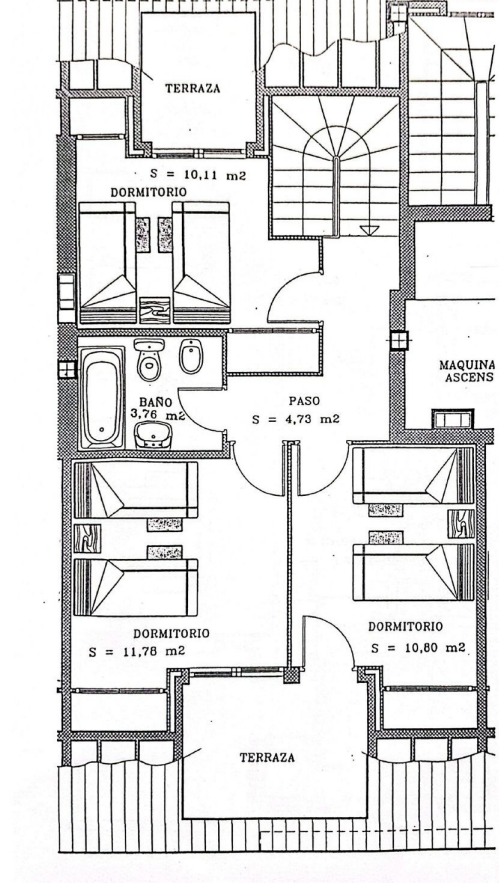 TERRAZA
S = 10,11 m2
DORMITORIO
MAQUINA
ASCENS
BAÑO
3,76 m2
PASO
S = 4,73 m2
DORMITORIO
S = 11,78 m2
DORMITORIO
S = 10,80 m2
TERRAZA